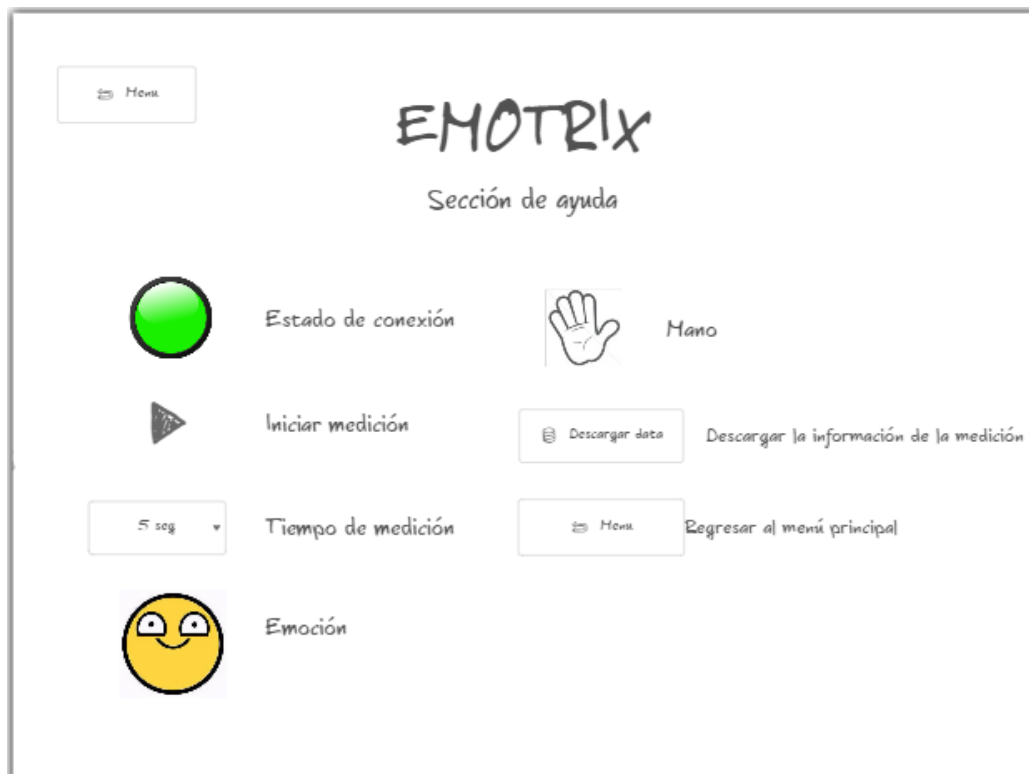 Menu
EMOTRIX
Sección de ayuda
Estado de conexión
Mano
Iniciar medición
Descargar data
Descargar la información de la medición
5 seg
Tiempo de medición
Menu
Regresar al menú principal
Emoción